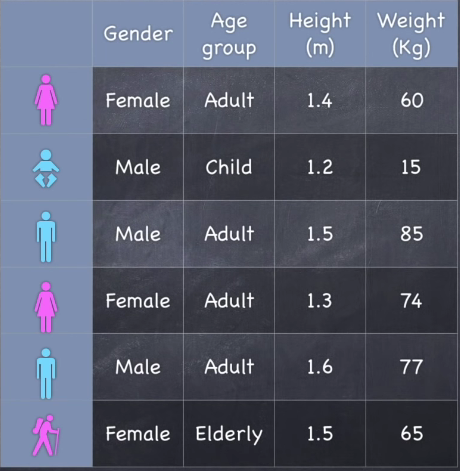 Gender Age group Height (m) Weight (Kg)
Female Adult 1.4 60
Male Child 1.2 15
Male Adult 1.5 85
Female Adult 1.3 74
Male Adult 1.6 77
Female Elderly 1.5 65